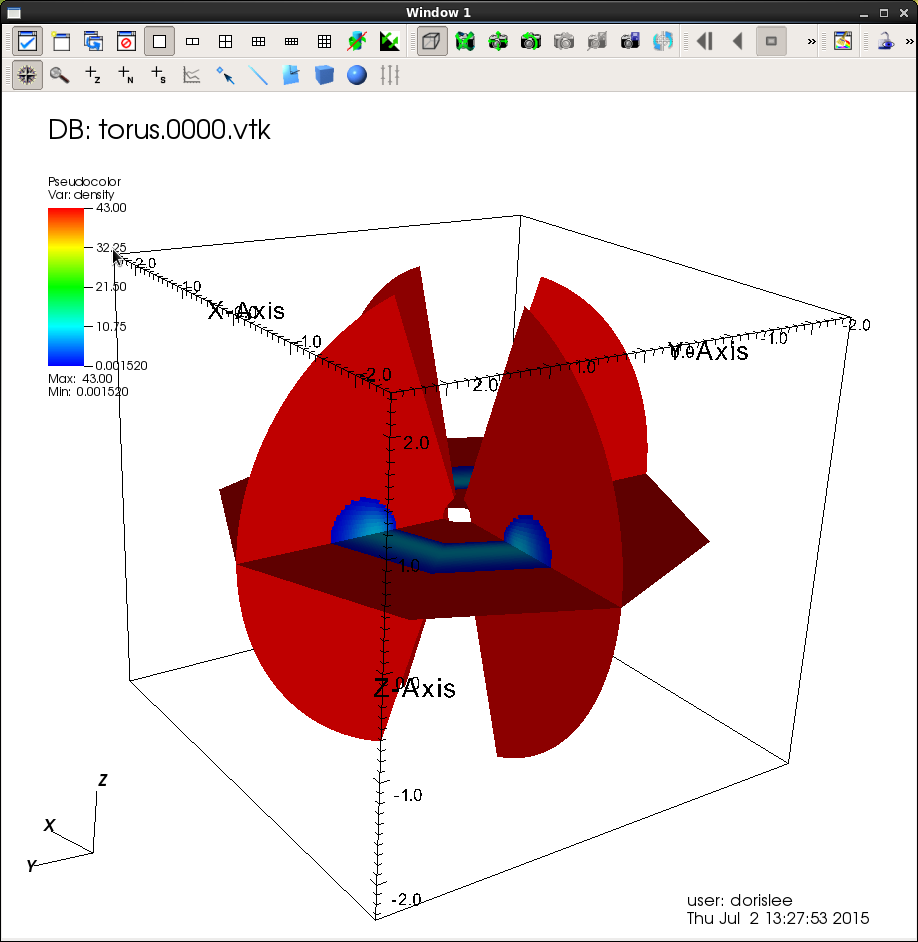 Window 1
DB: torus.0000.vtk
Pseudocolor
Var: density
43.00
32.25
21.50
10.75
0.001520
Max: 43.00
Min: 0.001520
-2.0
-1.0
X-Axis
-1.0
-2.0
2.0
1.0
Y-Axis
0.0
-1.0
-2.0
2.0
1.0
Z-Axis
0.0
-1.0
-2.0
Z
X
Y
user: dorislee
Thu Jul 2 13:27:53 2015